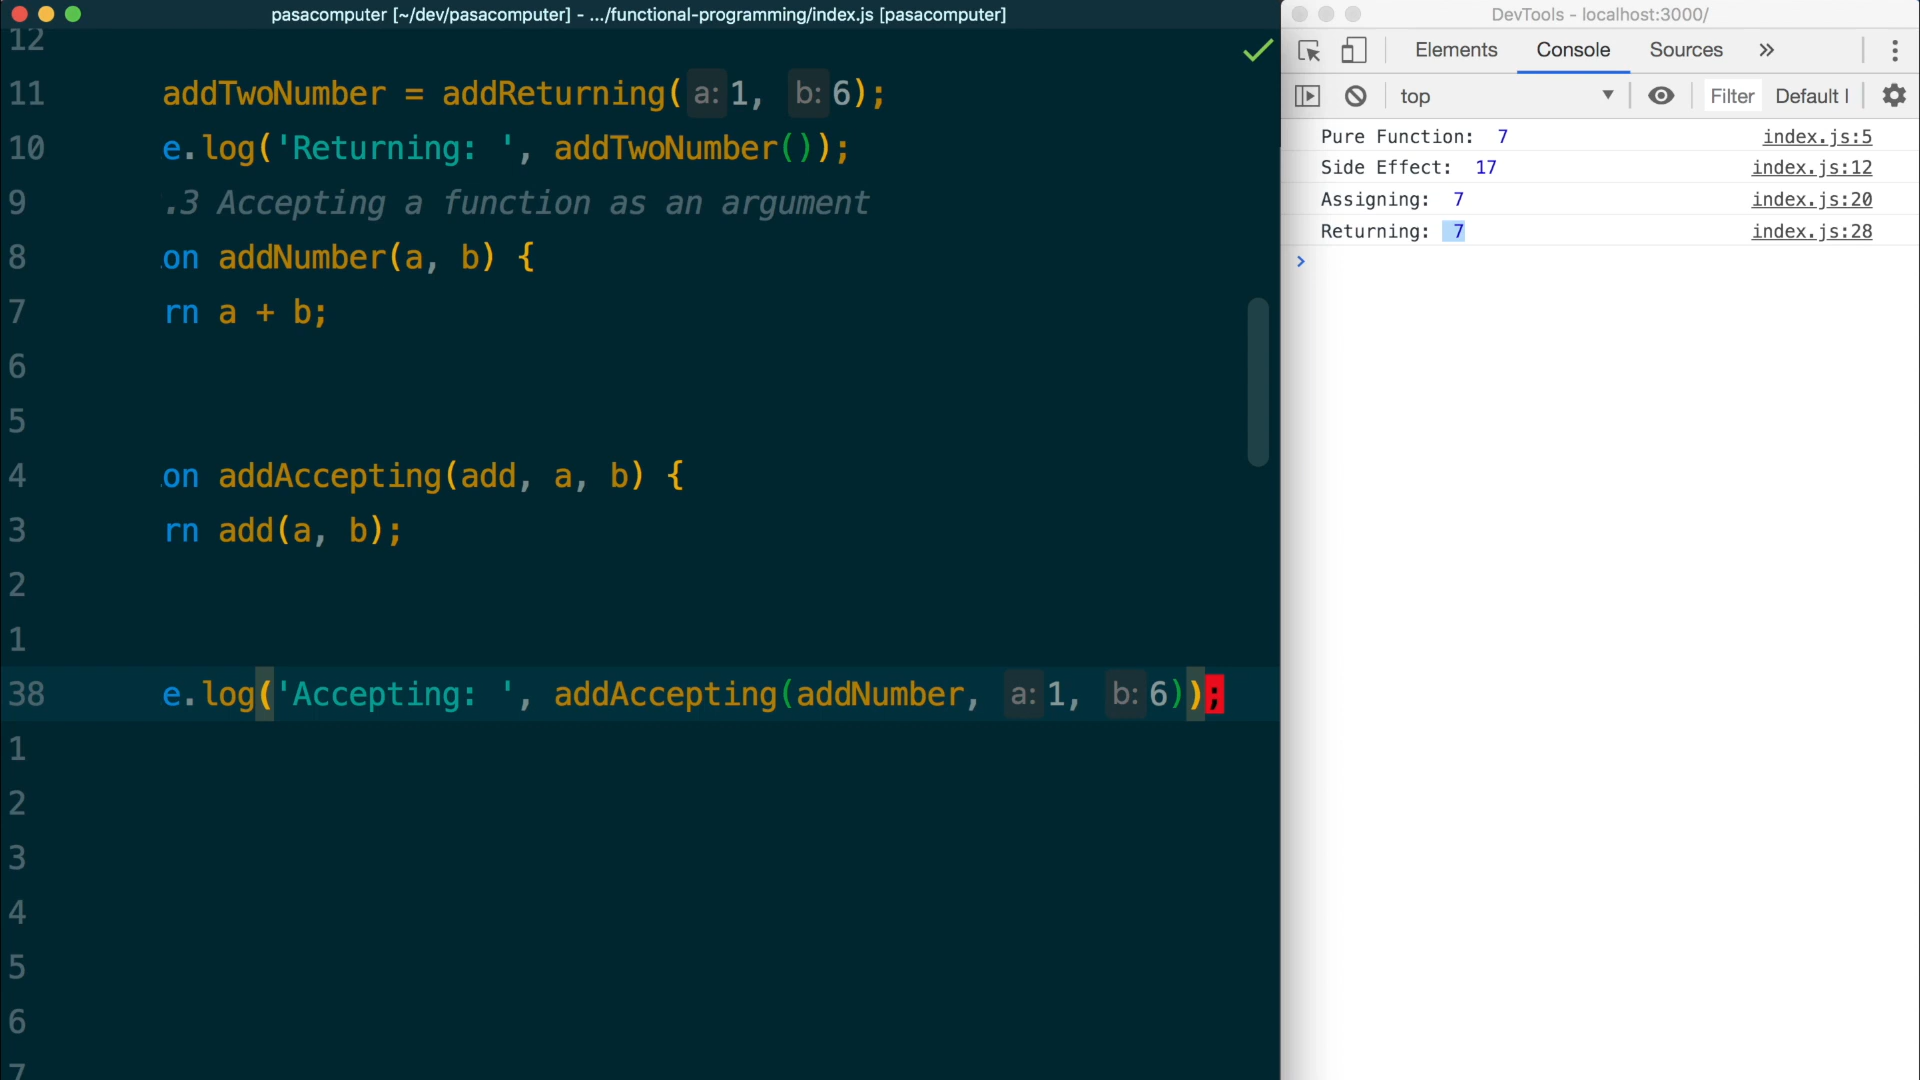 pasacomputer [~/dev/pasacomputer] - .../functional-programming/index.js [pasacomputer]
12
11 addTwoNumber = addReturning( a: 1, b: 6);
10 e.log('Returning: ', addTwoNumber());
9 .3 Accepting a function as an argument
8 on addNumber(a, b) {
7 rn a + b;
6
5
4 on addAccepting(add, a, b) {
3 rn add(a, b);
2
1
38 e.log('Accepting: ', addAccepting(addNumber, a: 1, b: 6));
1
2
3
4
5
6
7
DevTools - localhost:3000/
Elements Console Sources »
top Filter Default l
Pure Function: 7 index.js:5
Side Effect: 17 index.js:12
Assigning: 7 index.js:20
Returning: 7 index.js:28
>